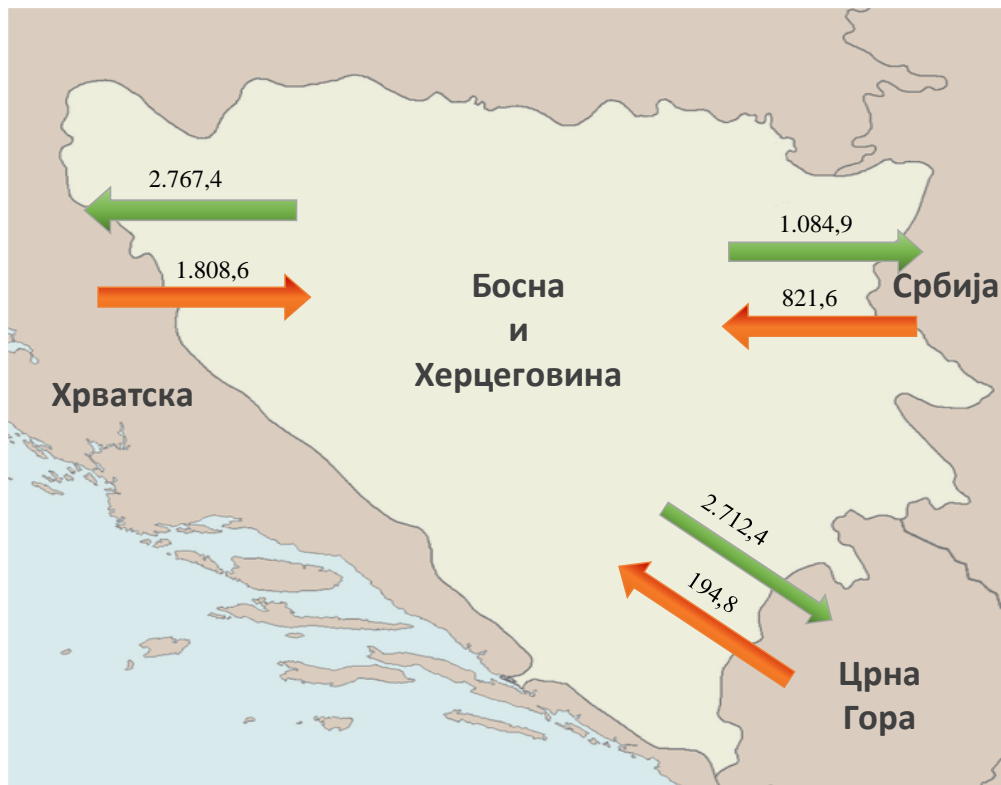 2.767,4
1.084,9
1.808,6
Босна
и
Херцеговина
Србија
821,6
Хрватска
2.712,4
194,8
Црна
Гора